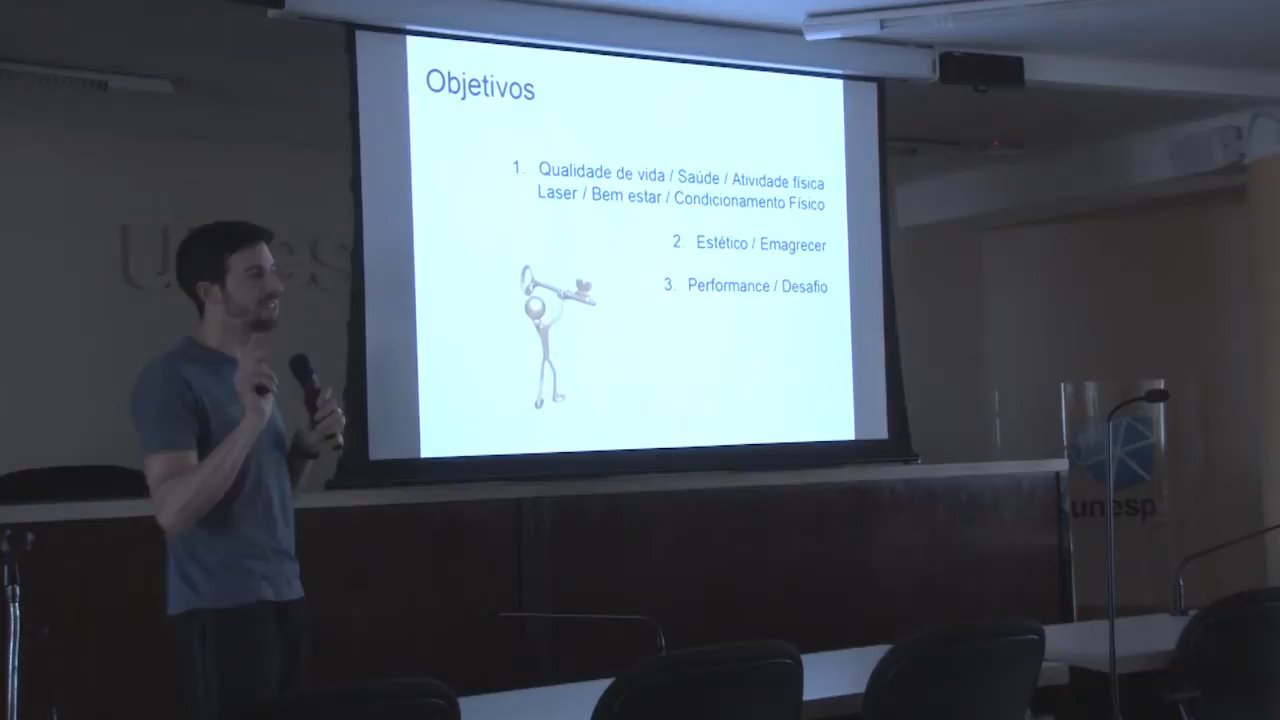 Objetivos
1. Qualidade de vida / Saúde / Atividade física
Laser / Bem estar / Condicionamento Físico
2. Estético / Emagrecer
3. Performance / Desafio
unesp